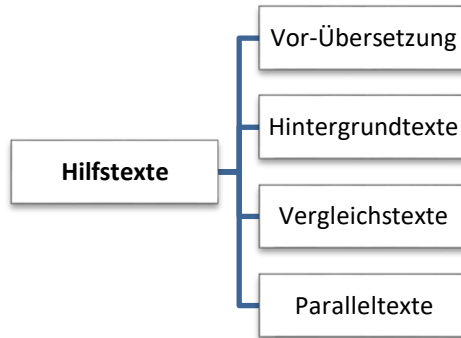 Vor-Übersetzung
Hintergrundtexte
Hilfstexte
Vergleichstexte
Paralleltexte